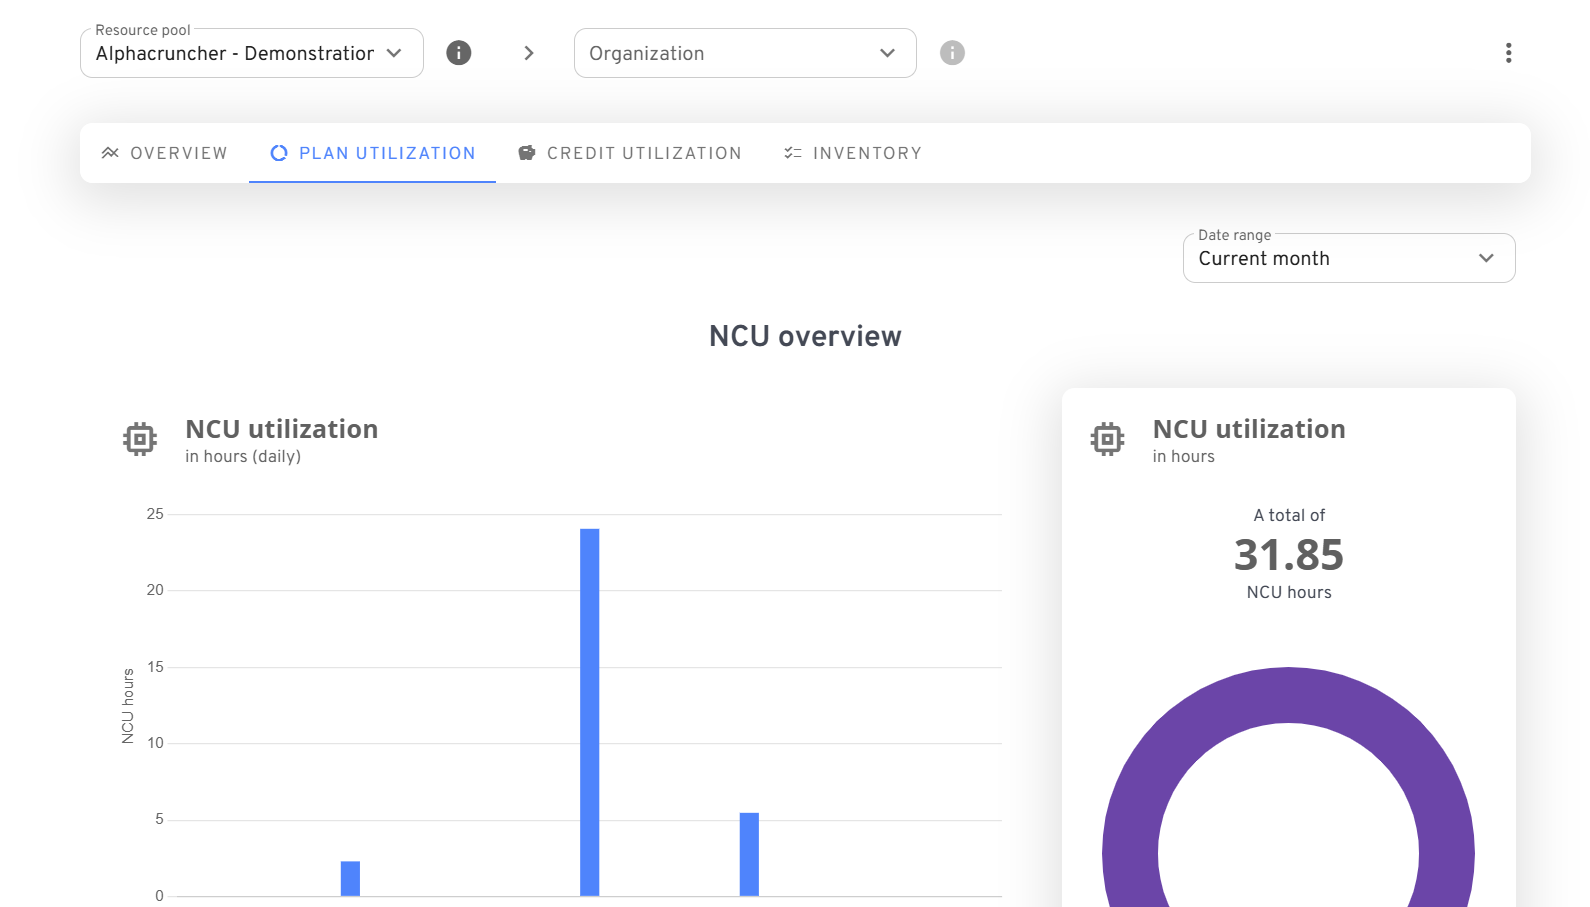 Resource pool
Alphacruncher - Demonstration
Organization
OVERVIEW
PLAN UTILIZATION
CREDIT UTILIZATION
INVENTORY
Date range
Current month
NCU overview
NCU utilization
in hours (daily)
25
20
15
10
5
0
NCU hours
NCU utilization
in hours
A total of
31.85
NCU hours